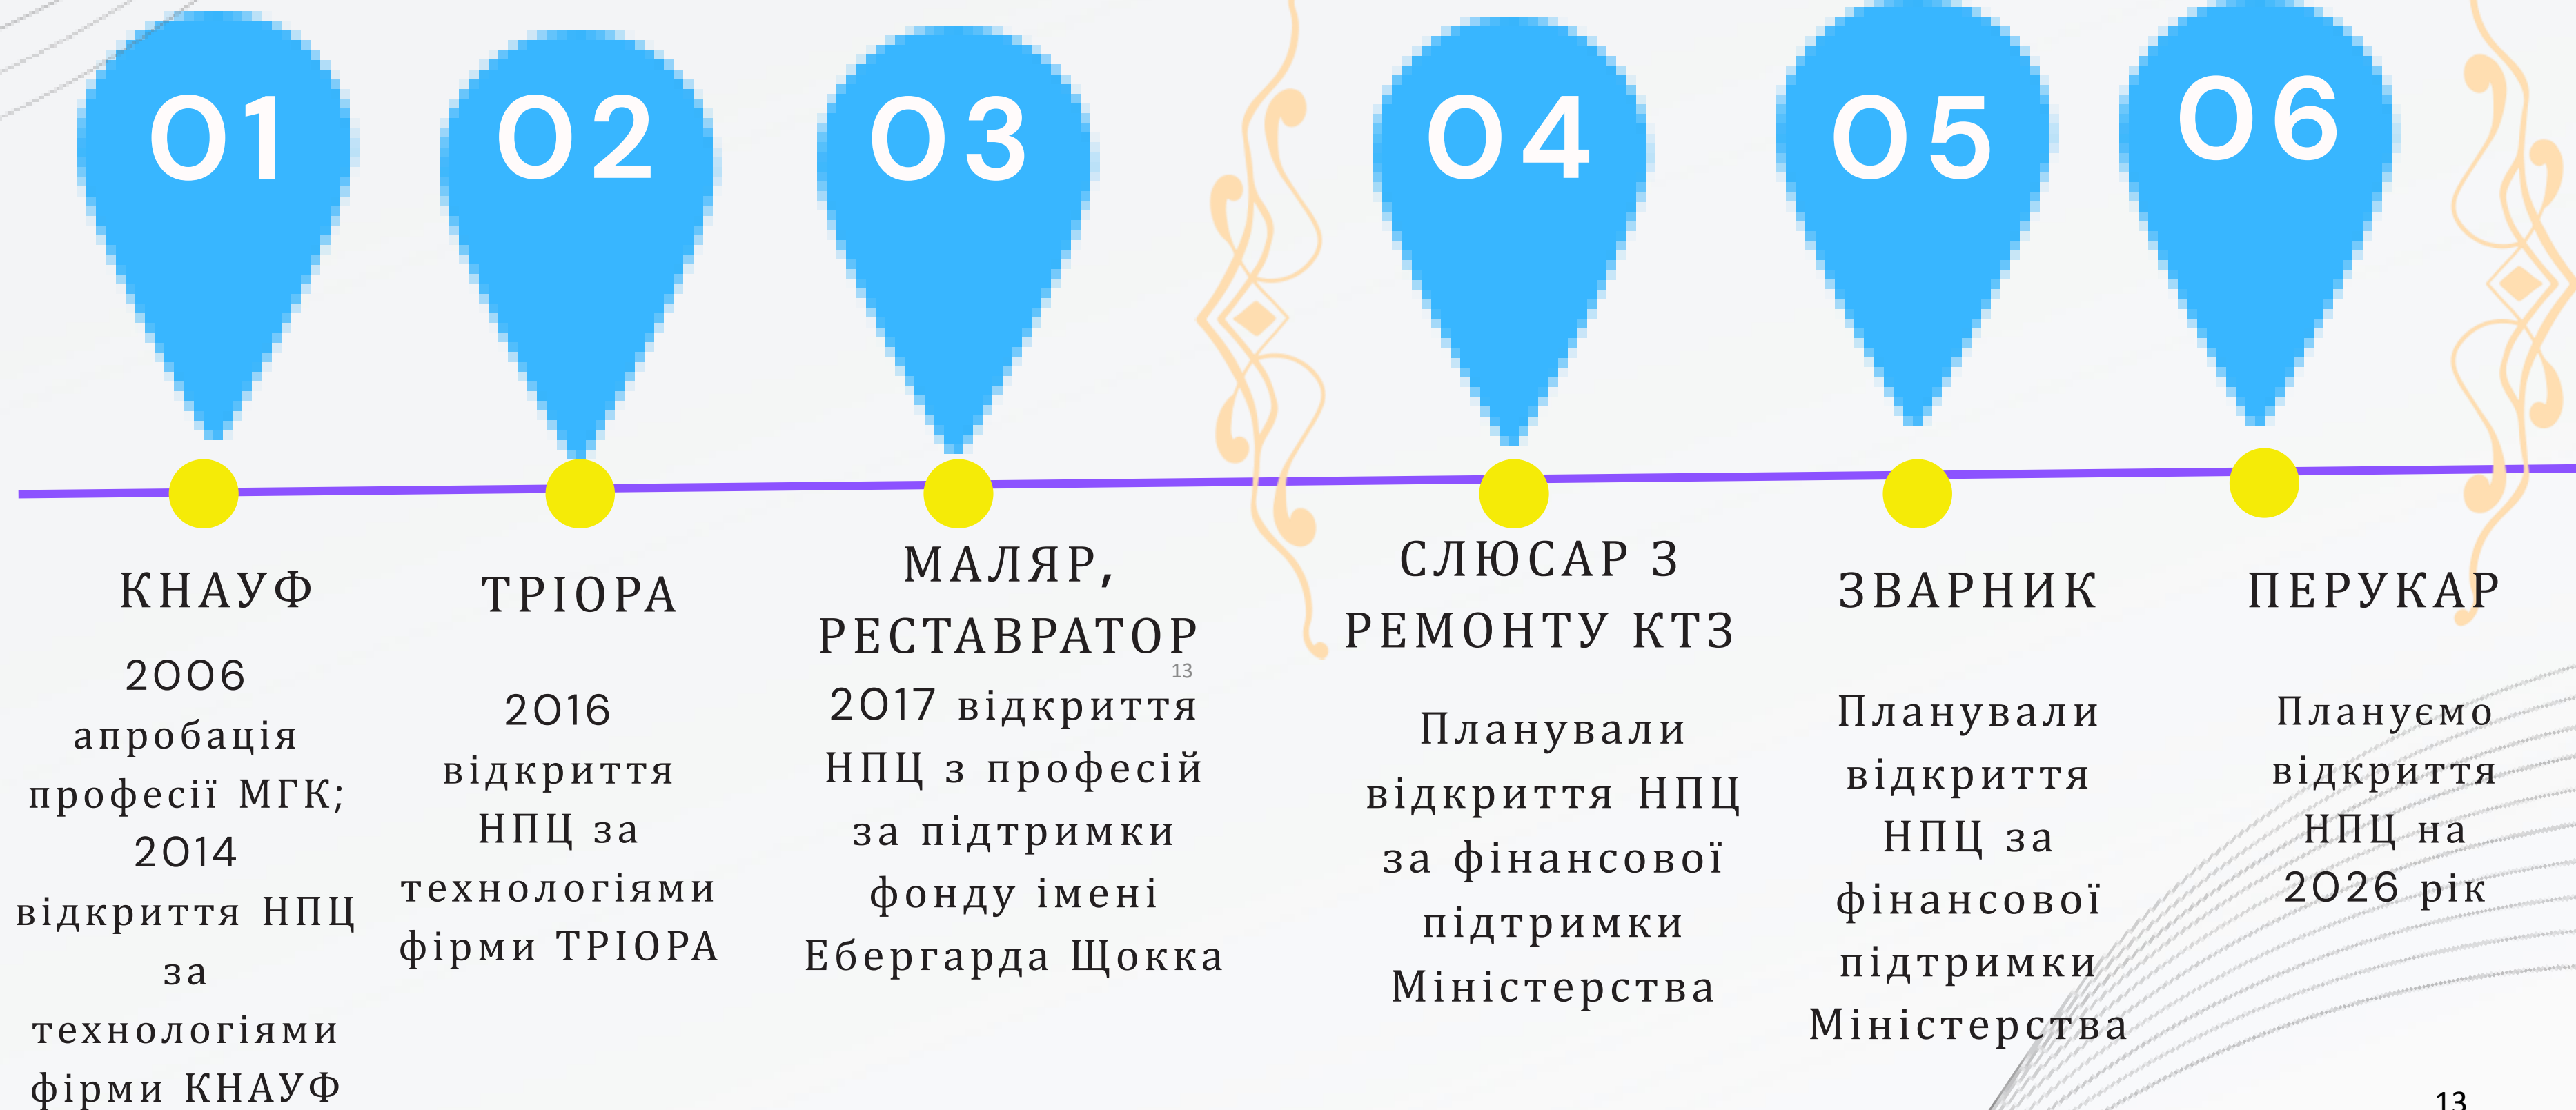 01
КНАУФ
2006
апробація
професії МГК;
2014
відкриття НПЦ
за
технологіями
фірми КНАУФ
02
ТРІОРА
2016
відкриття
НПЦ за
технологіями
фірми ТРІОРА
03
МАЛЯР,
РЕСТАВРАТОР
13
2017 відкриття
НПЦ з професій
за підтримки
фонду імені
Ебергарда Щокка
04
СЛЮСАР З
РЕМОНТУ КТЗ
Планували
відкриття НПЦ
за фінансової
підтримки
Міністерства
05
ЗВАРНИК
Планували
відкриття
НПЦ за
фінансової
підтримки
Міністерства
06
ПЕРУКАР
Плануємо
відкриття
НПЦ на
2026 рік
13